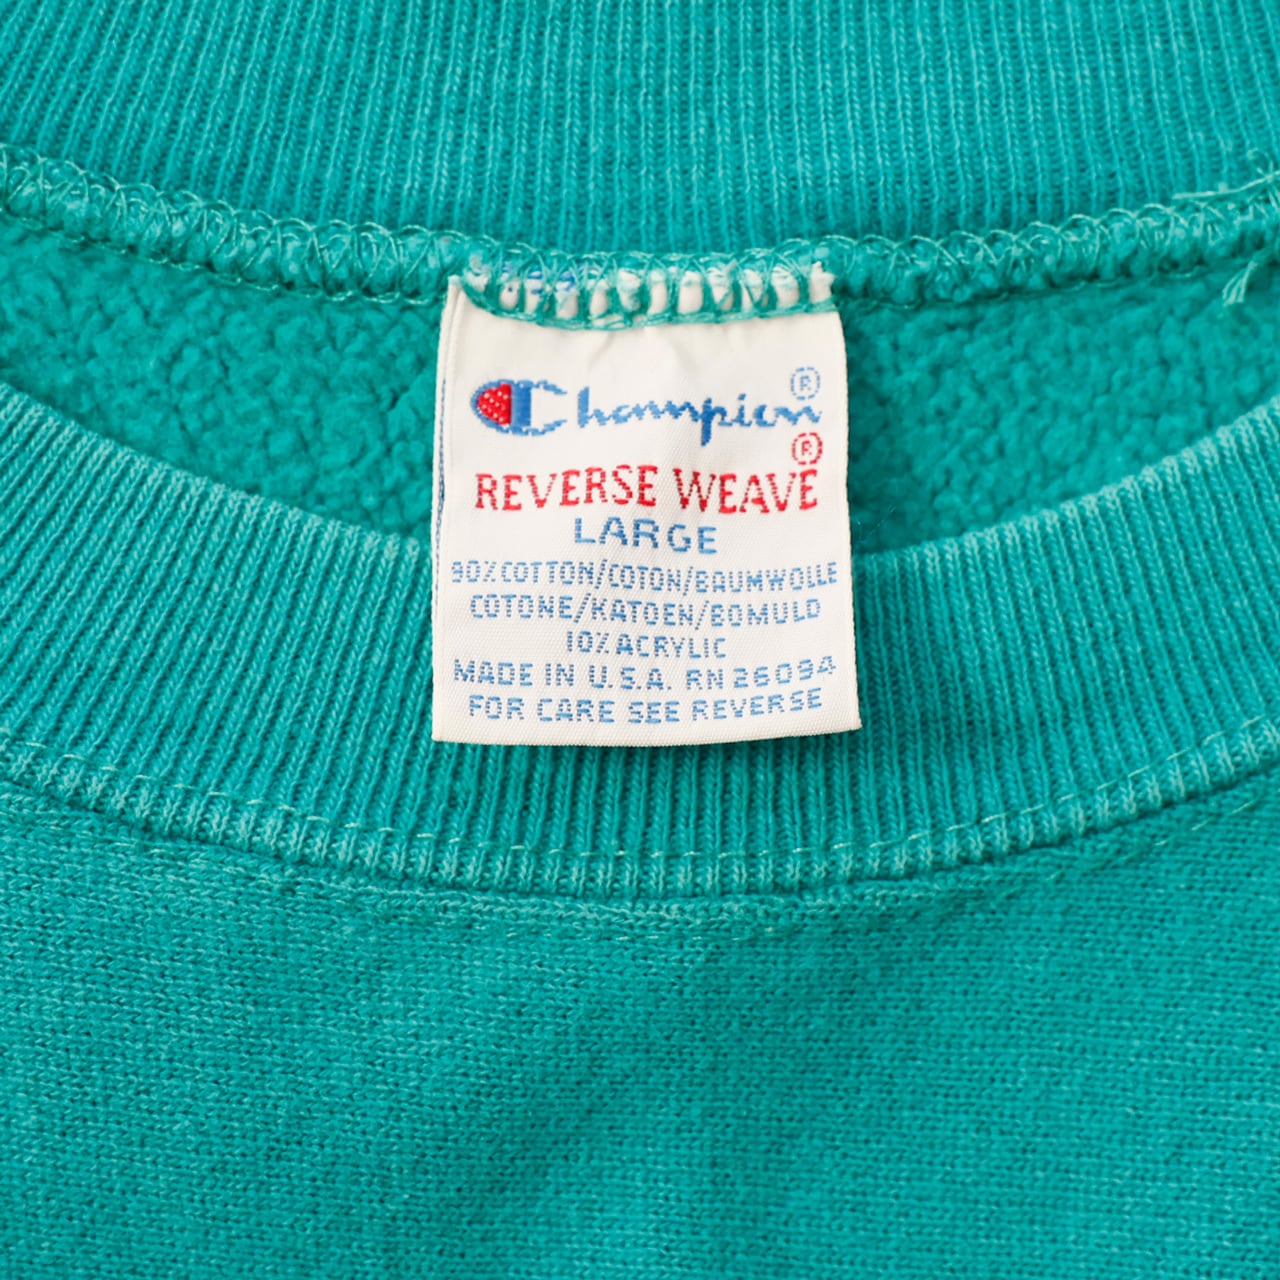 Champion®
REVERSE WEAVE®
LARGE
90% COTTON/COTON/BAUMWOLLE
COTONE/KATOEN/BOMULD
10% ACRYLIC
MADE IN U.S.A. RN 26094
FOR CARE SEE REVERSE